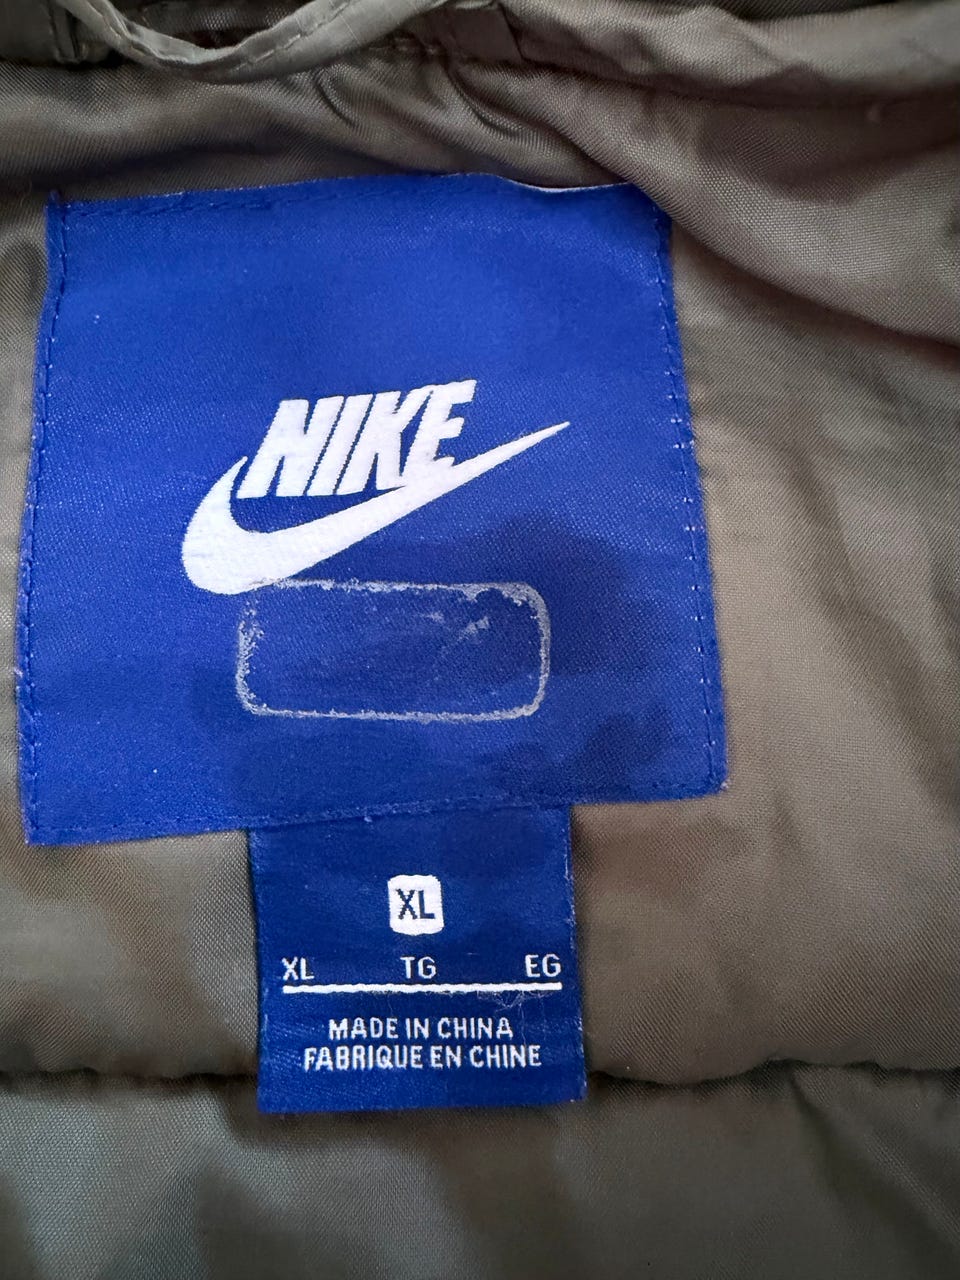 NIKE
XL
XL TG EG
MADE IN CHINA
FABRIQUE EN CHINE